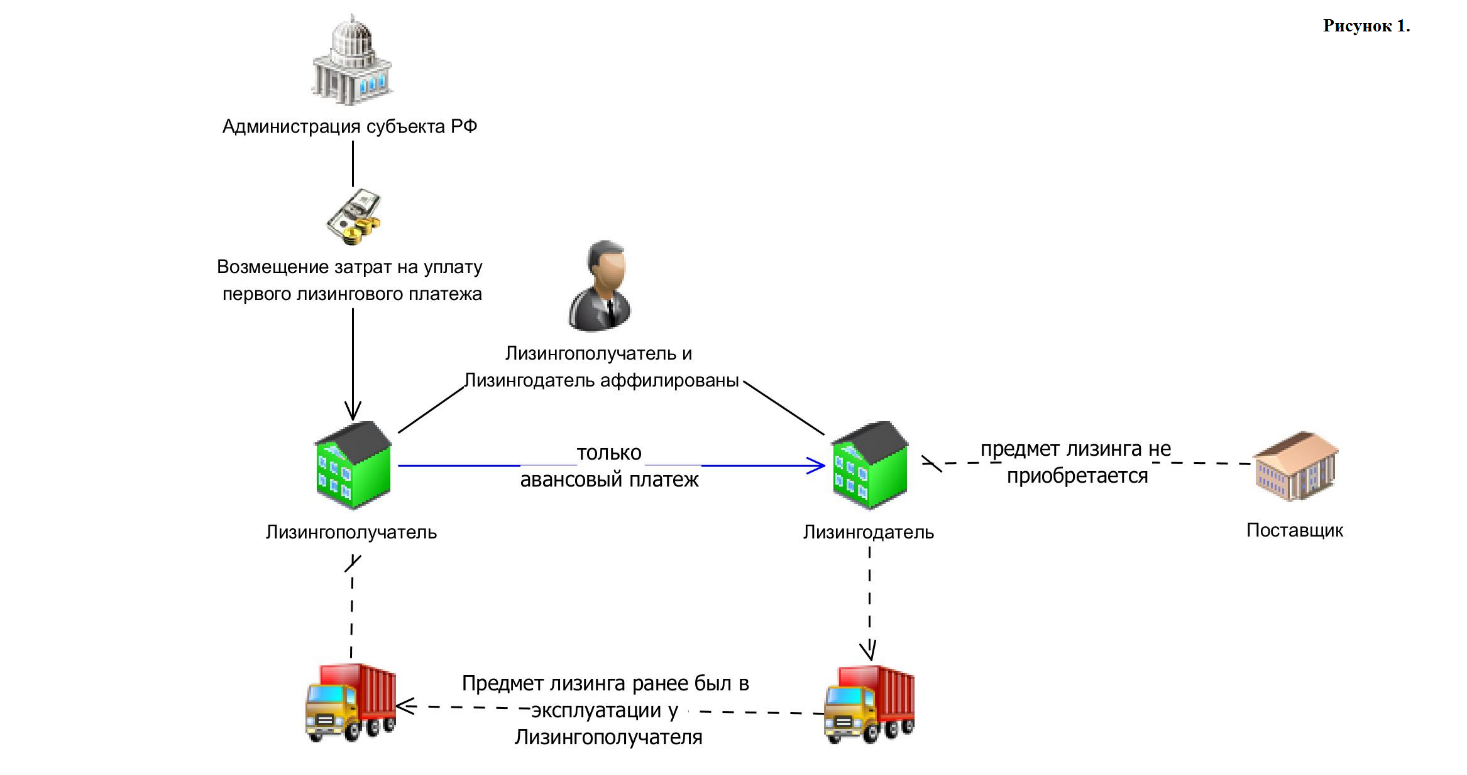 Рисунок 1.
Администрация субъекта РФ
Возмещение затрат на уплату
первого лизингового платежа
Лизингополучатель и
Лизингодатель аффилированы
только
авансовый платеж
предмет лизинга не
приобретается
Лизингополучатель
Лизингодатель
Поставщик
Предмет лизинга ранее был в
эксплуатации у
Лизингополучателя